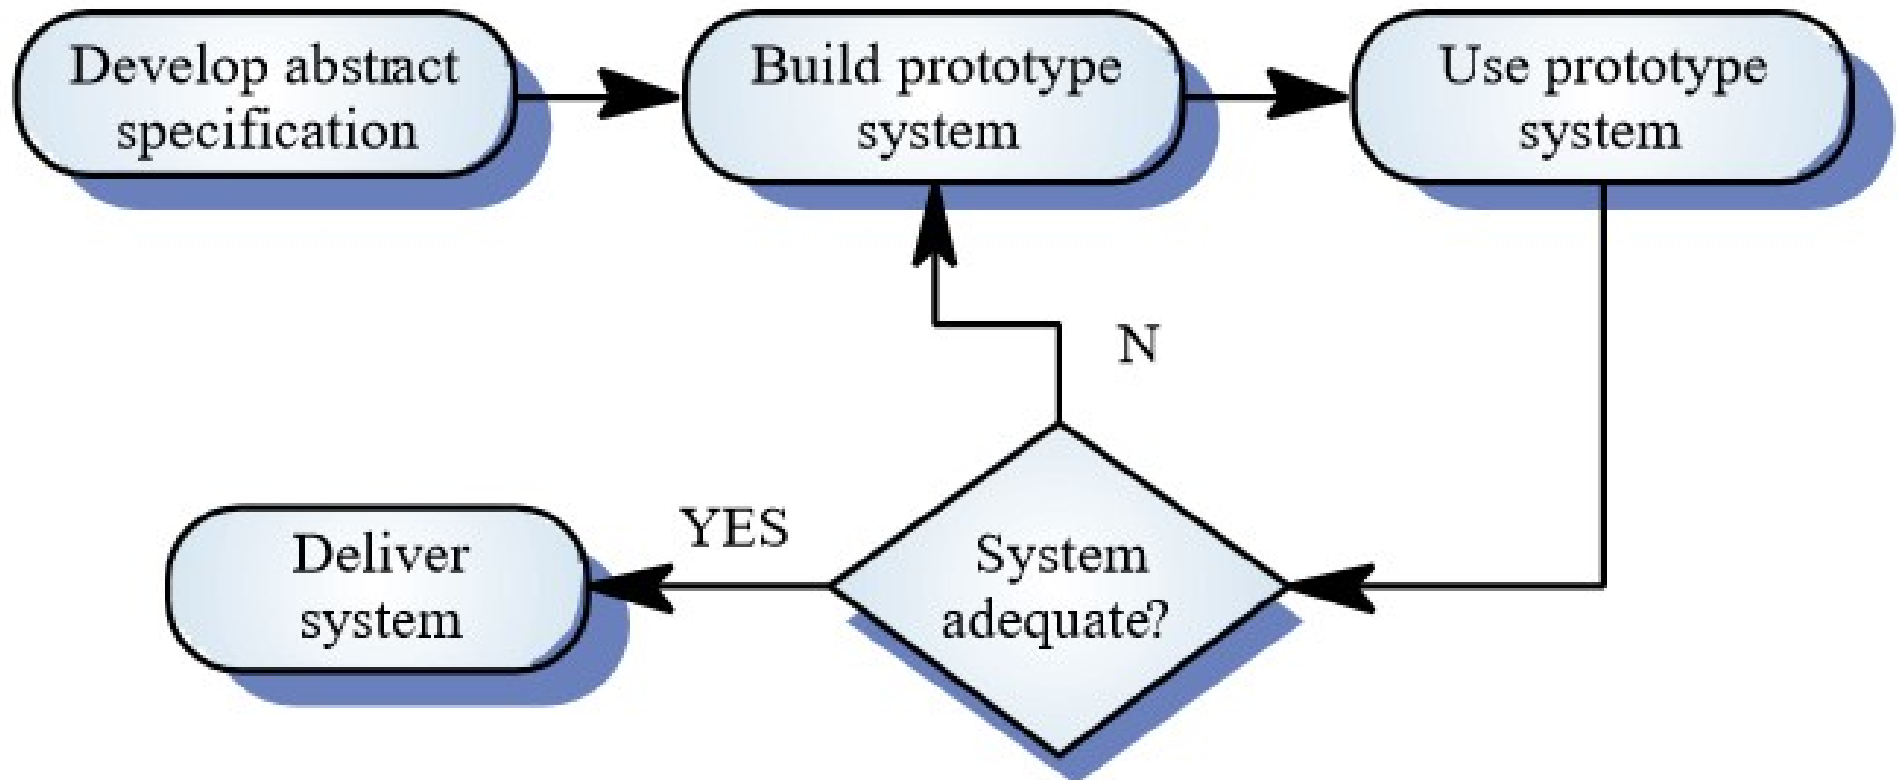 Develop abstract
specification
Build prototype
system
Use prototype
system
N
YES
Deliver
system
System
adequate?